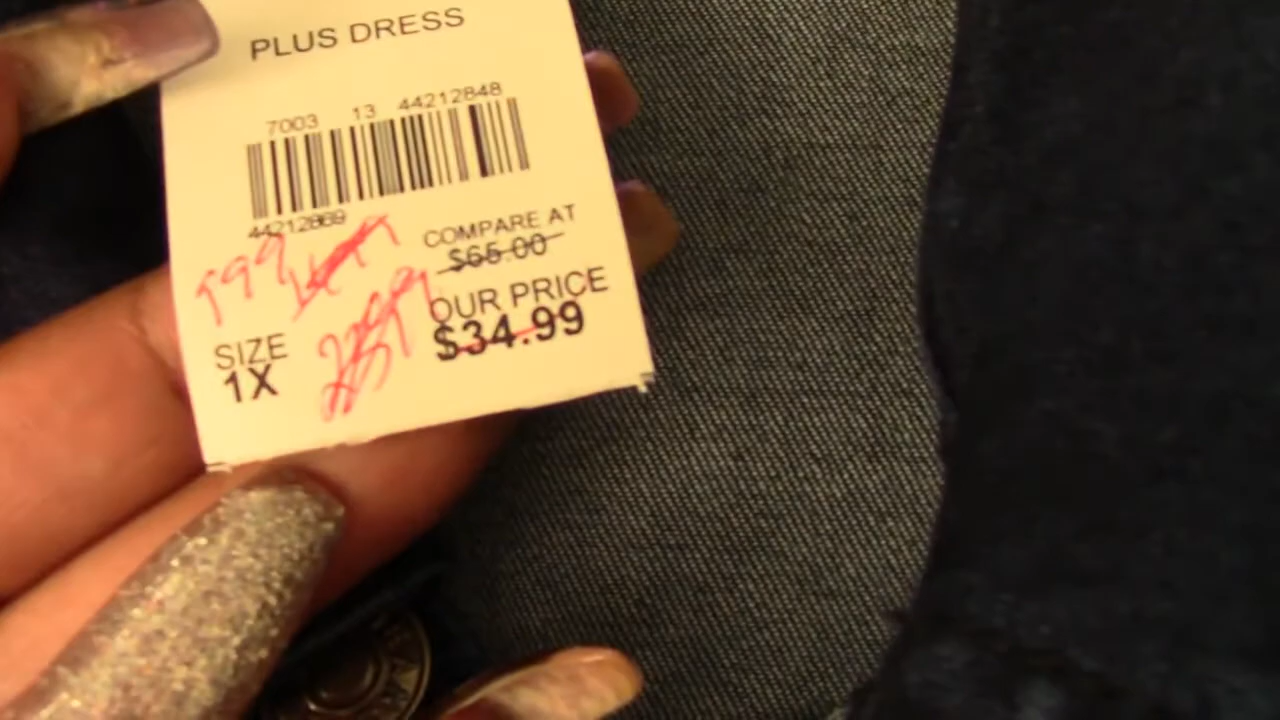 PLUS DRESS
7003 13 44212848
44212869
COMPARE AT
$65.00
OUR PRICE
$34.99
SIZE
1X